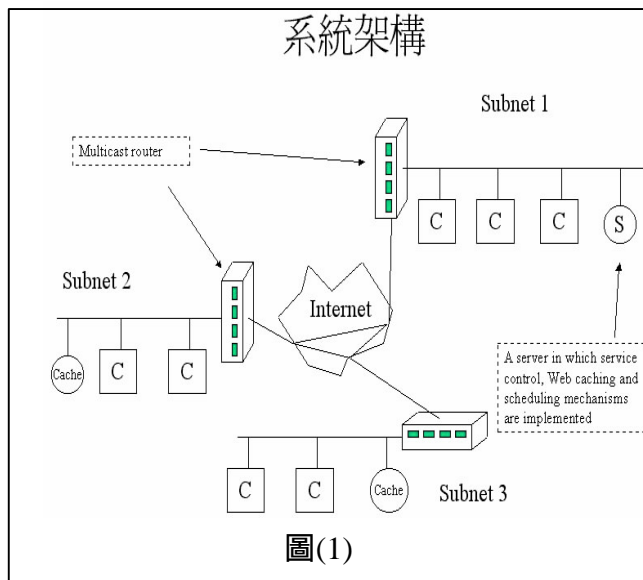 系統架構
Subnet 1
Multicast router
C
C
C
S
Subnet 2
Internet
Cache
C
C
A server in which service
control, Web caching and
scheduling mechanisms
are implemented
C
C
Cache
Subnet 3
圖(1)